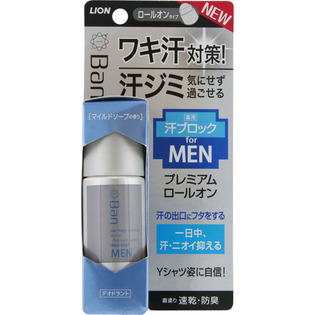 LION
ロールオンタイプ
NEW
Ban
ワキ汗対策!
汗ジミ 気にせず過ごせる
マイルドソープの香り
薬用
汗ブロック
for
MEN
プレミアム
ロールオン
汗の出口にフタをする
一日中、
汗・ニオイ抑える
Yシャツ姿に自信!
直塗り 速乾・防臭
Ban
MEN
デオドラント